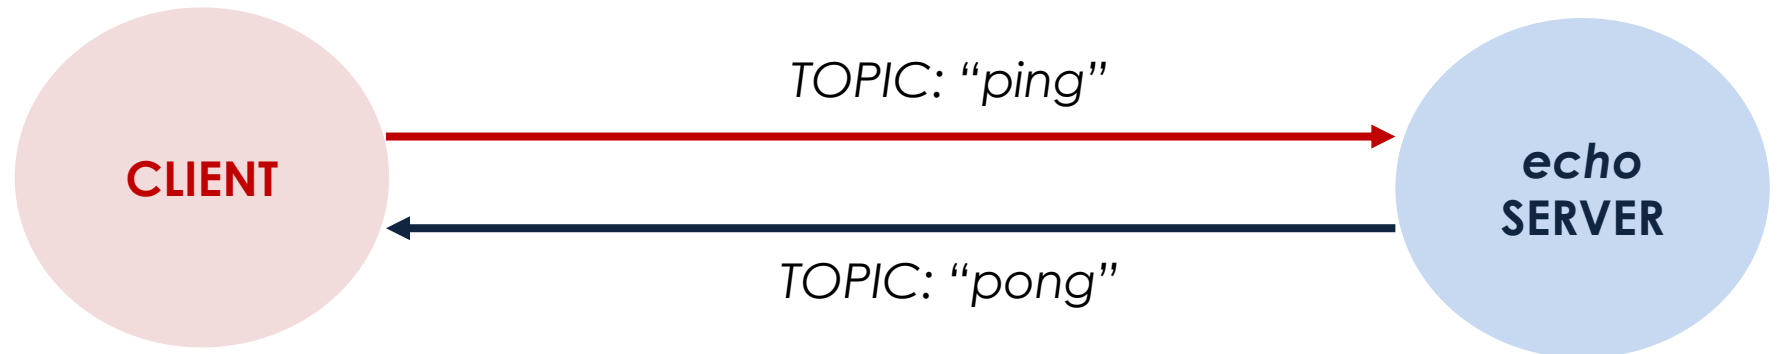 TOPIC: “ping”
CLIENT
echo
SERVER
TOPIC: “pong”